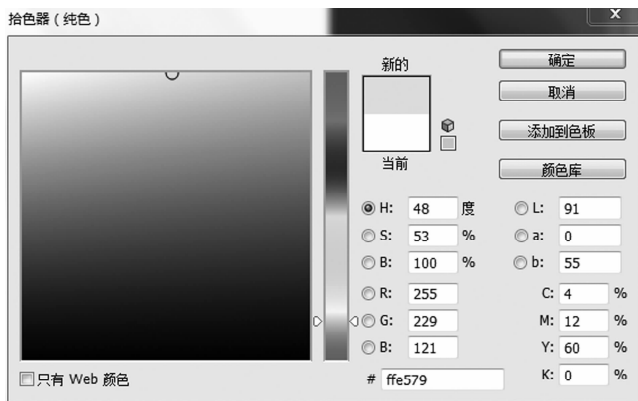 拾色器（纯色）
x
新的
当前
确定
取消
添加到色板
颜色库
H: 48 度
S: 53 %
B: 100 %
R: 255
G: 229
B: 121
L: 91
a: 0
b: 55
C: 4 %
M: 12 %
Y: 60 %
K: 0 %
# ffe579
只有 Web 颜色